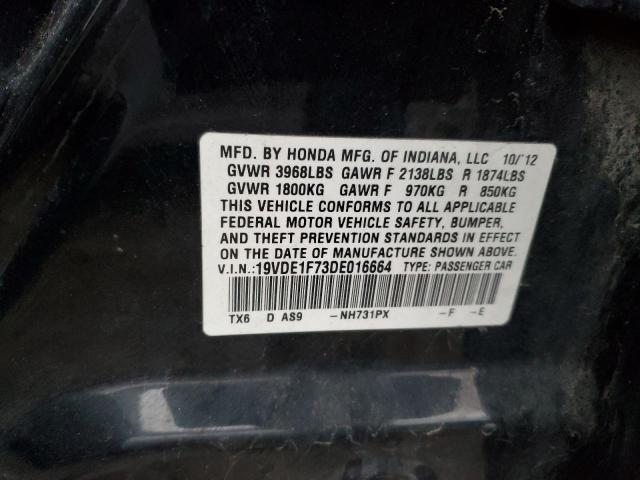 MFD. BY HONDA MFG. OF INDIANA, LLC 10/'12
GVWR 3968LBS GAWR F 2138LBS R 1874LBS
GVWR 1800KG GAWR F 970KG R 850KG
THIS VEHICLE CONFORMS TO ALL APPLICABLE
FEDERAL MOTOR VEHICLE SAFETY, BUMPER,
AND THEFT PREVENTION STANDARDS IN EFFECT
ON THE DATE OF MANUFACTURE SHOWN ABOVE.
V.I.N.:19VDE1F73DE016664 TYPE: PASSENGER CAR
TX6 D AS9 -NH731PX -F -E